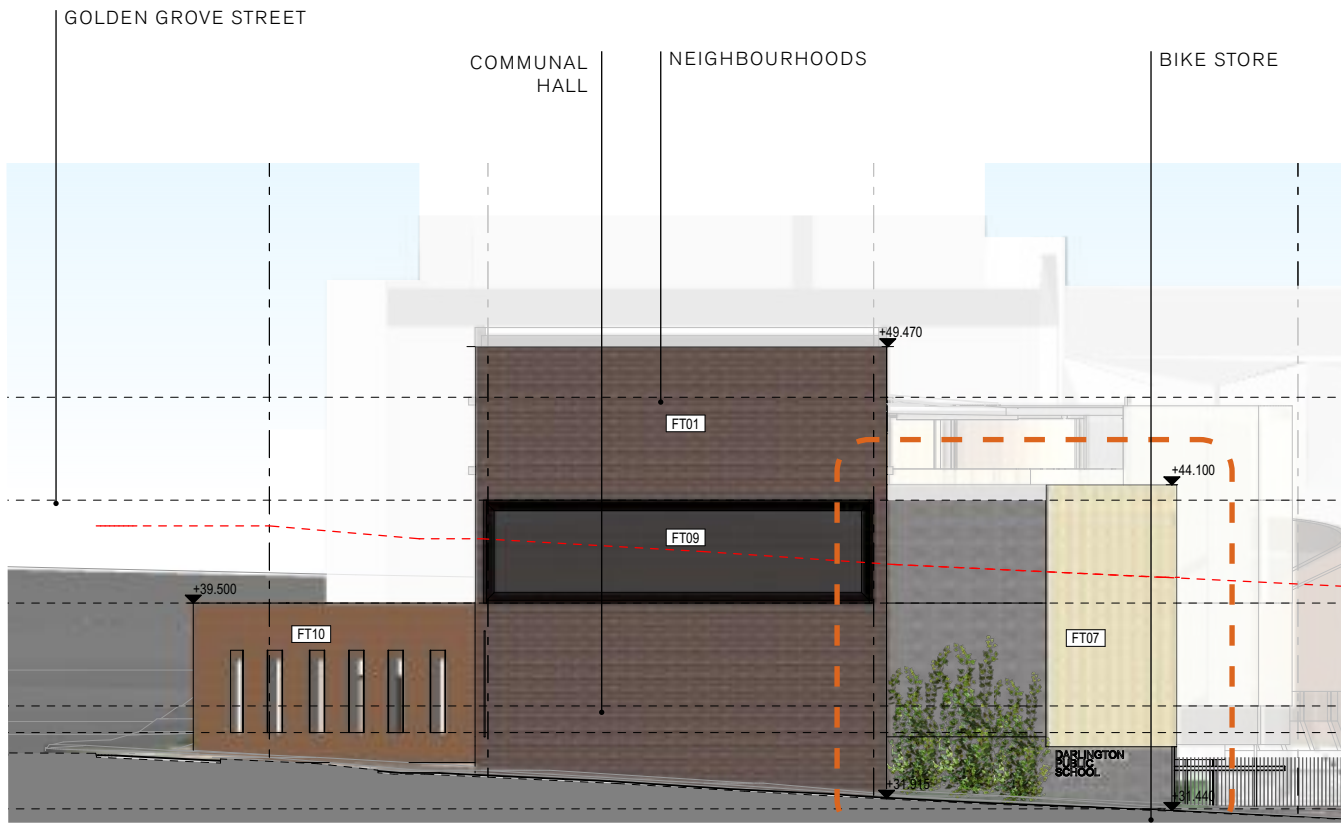 GOLDEN GROVE STREET
COMMUNAL
HALL
NEIGHBOURHOODS
BIKE STORE
+49.470
FT01
+44.100
FT09
+39.500
FT10
FT07
DARLINGTON
PUBLIC
SCHOOL
+31.915
+31.440